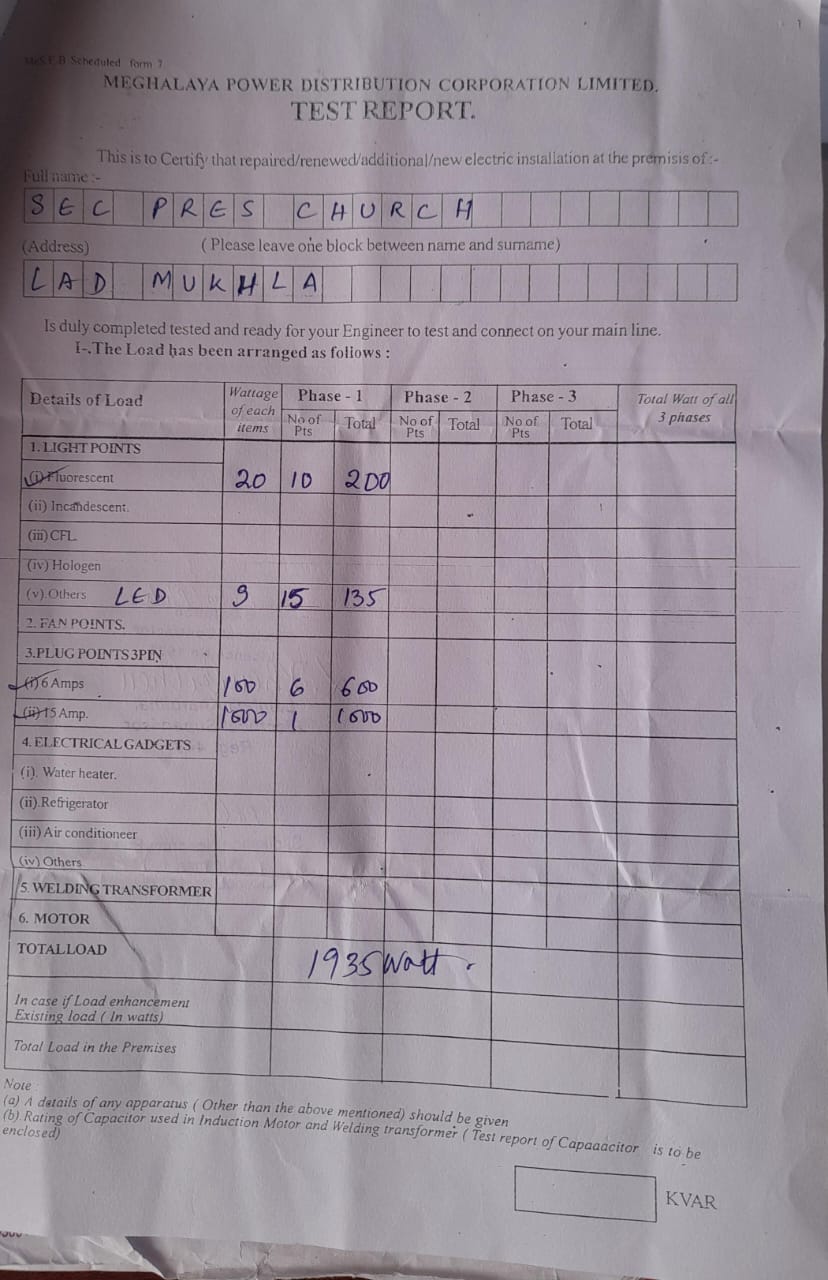 MeS.E.B Scheduled form 7
MEGHALAYA POWER DISTRIBUTION CORPORATION LIMITED.
TEST REPORT.
This is to Certify that repaired/renewed/additional/new electric installation at the premisis of :-
Full name :-
SEC PRES CHURCH
(Address) ( Please leave one block between name and surname)
LAD MUKHLA
Is duly completed tested and ready for your Engineer to test and connect on your main line.
I-.The Load has been arranged as follows :
Details of Load Wattage of each items Phase - 1 Phase - 2 Phase - 3 Total Watt of all 3 phases
No of Pts Total No of Pts Total No of Pts Total
1. LIGHT POINTS
(i) Fluorescent 20 10 200
(ii) Incandescent.
(iii) CFL
(iv) Hologen
(v).Others LED 9 15 135
2. FAN POINTS.
3.PLUG POINTS 3PIN
(i) 6 Amps 100 6 600
(ii) 15 Amp. 1000 1 1000
4. ELECTRICAL GADGETS
(i). Water heater.
(ii).Refrigerator
(iii) Air conditioneer
(iv) Others
5. WELDING TRANSFORMER
6. MOTOR
TOTAL LOAD 1935 Watt
In case if Load enhancement
Existing load ( In watts)
Total Load in the Premises
Note
(a) A details of any apparatus ( Other than the above mentioned) should be given
(b).Rating of Capacitor used in Induction Motor and Welding transformer ( Test report of Capaaacitor is to be
enclosed)
KVAR